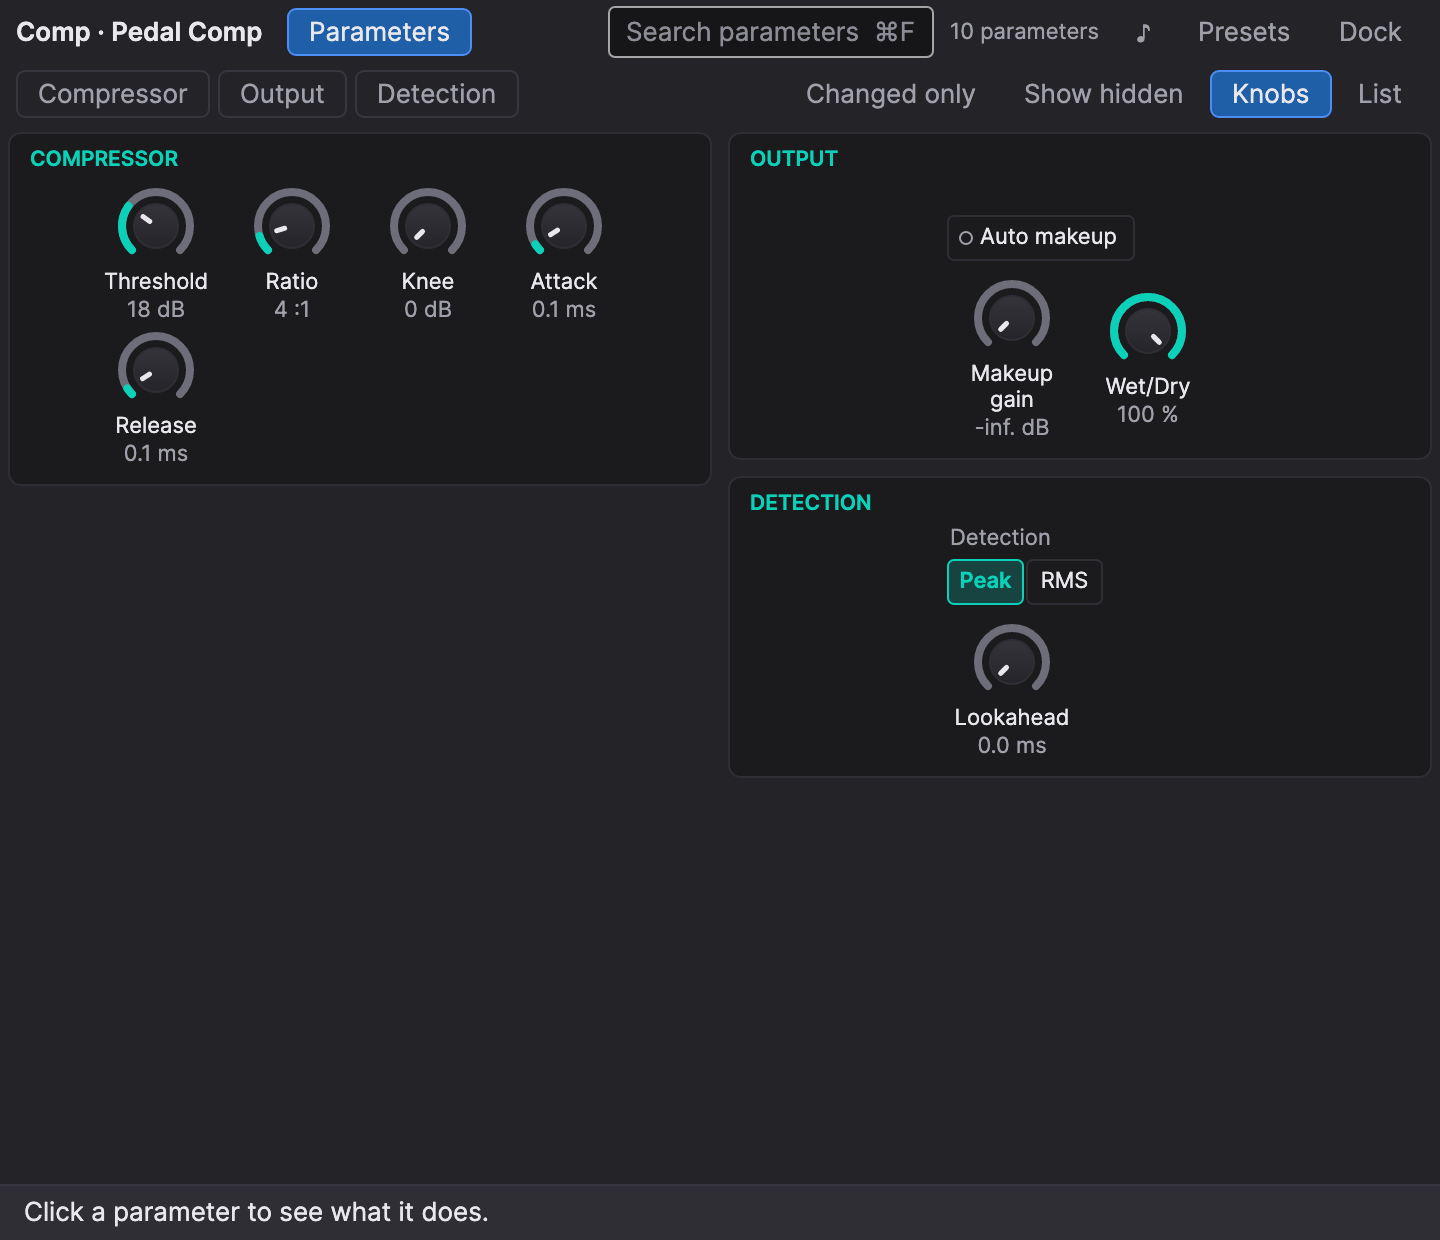 Comp · Pedal Comp
Parameters
Search parameters ⌘F
10 parameters
♪
Presets
Dock
Compressor
Output
Detection
Changed only
Show hidden
Knobs
List
COMPRESSOR
Threshold
18 dB
Ratio
4 :1
Knee
0 dB
Attack
0.1 ms
Release
0.1 ms
OUTPUT
Auto makeup
Makeup
gain
-inf. dB
Wet/Dry
100 %
DETECTION
Detection
Peak
RMS
Lookahead
0.0 ms
Click a parameter to see what it does.